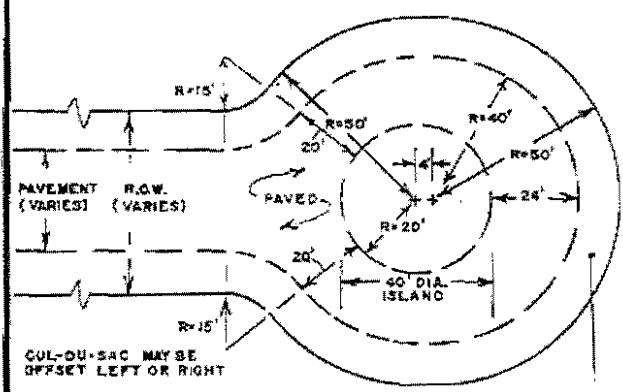 R=15'
R=50'
20'
R=40'
R=50'
4'
PAVEMENT
(VARIES)
R.O.W.
(VARIES)
PAVED
24'
R=20'
20'
40' DIA.
ISLAND
R=15'
CUL-DU-SAC MAY BE
OFFSET LEFT OR RIGHT